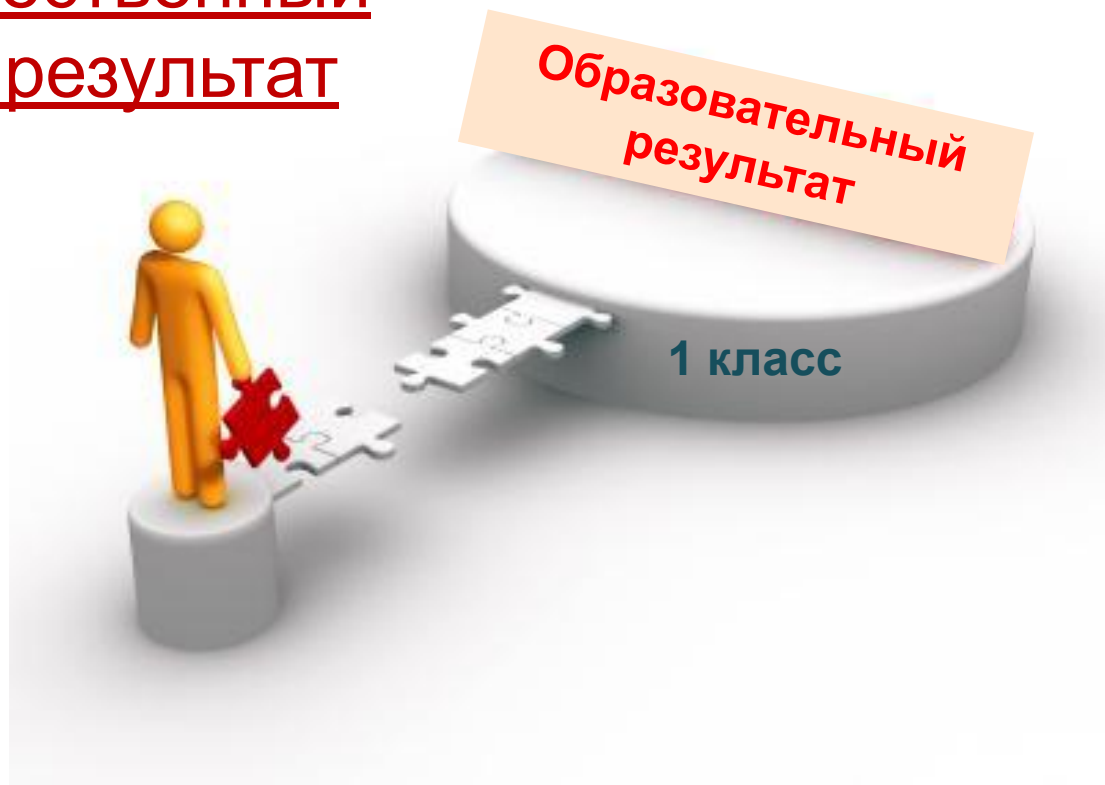 результат
Образовательный
результат
1 класс